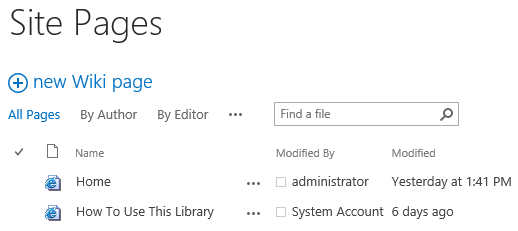 Site Pages
new Wiki page
All Pages By Author By Editor ... Find a file
Name Modified By Modified
Home ... administrator Yesterday at 1:41 PM
How To Use This Library ... System Account 6 days ago